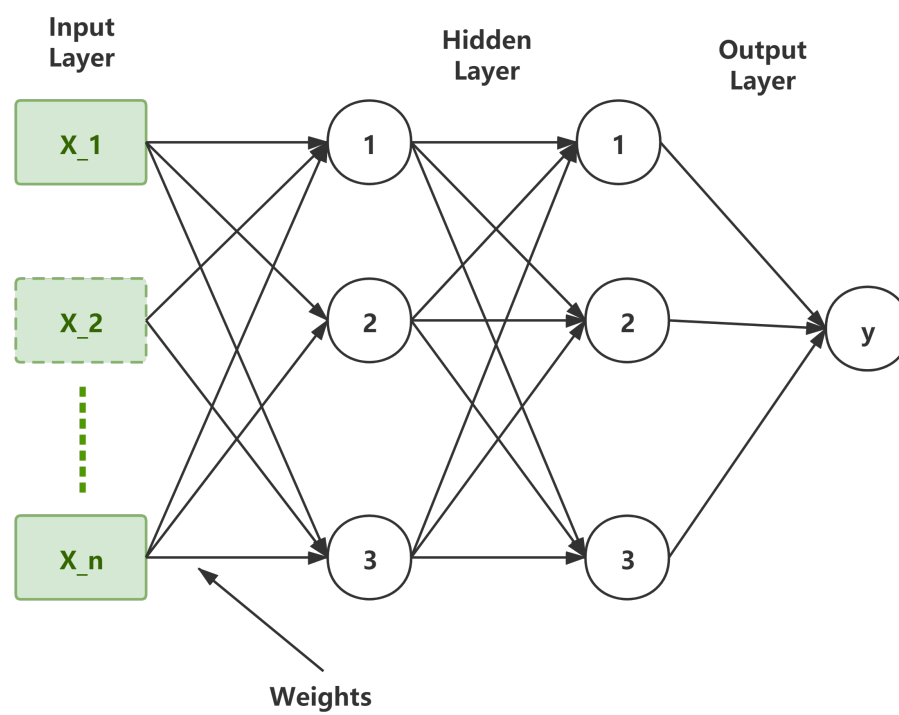 Input
Layer
Hidden
Layer
Output
Layer
X_1
1
1
X_2
2
2
y
X_n
3
3
Weights